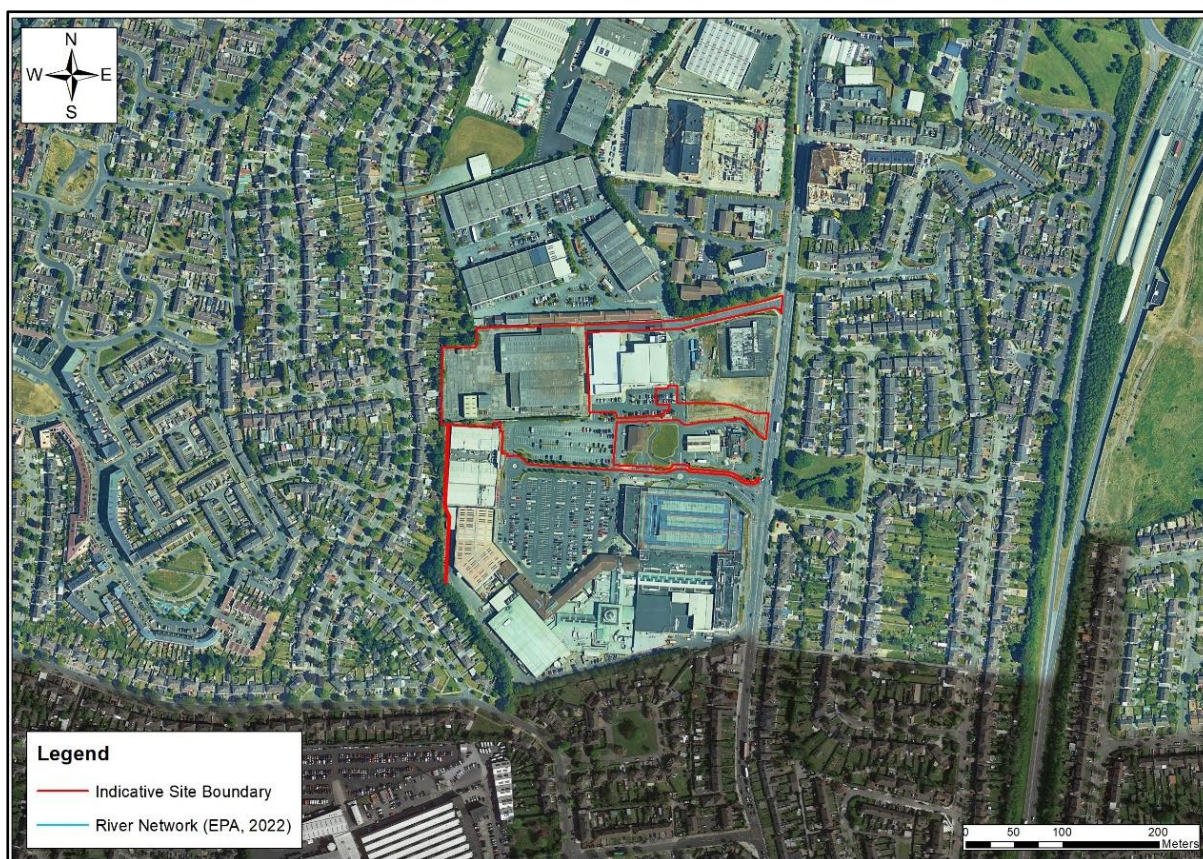 N
W E
S
Legend
Indicative Site Boundary
River Network (EPA, 2022)
0 50 100 200
Meters